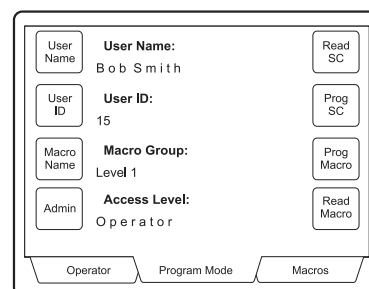 User Name
User Name:
Bob Smith
Read SC
User ID
User ID:
15
Prog SC
Macro Name
Macro Group:
Level 1
Prog Macro
Admin
Access Level:
Operator
Read Macro
Operator
Program Mode
Macros